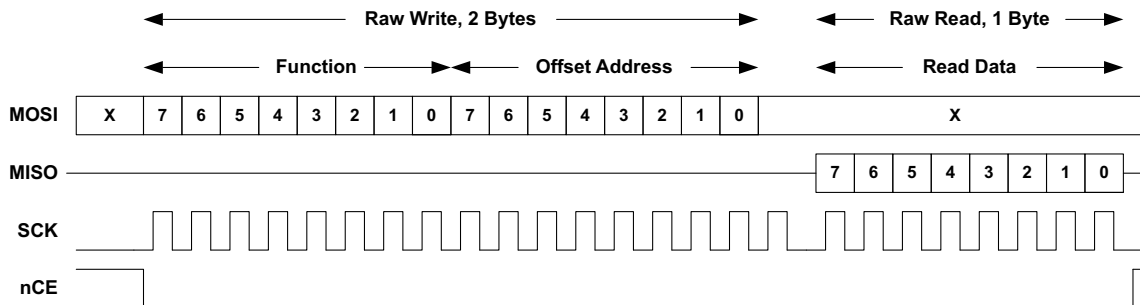 Raw Write, 2 Bytes Raw Read, 1 Byte
Function Offset Address Read Data
MOSI X 7 6 5 4 3 2 1 0 7 6 5 4 3 2 1 0 X
MISO 7 6 5 4 3 2 1 0
SCK
nCE